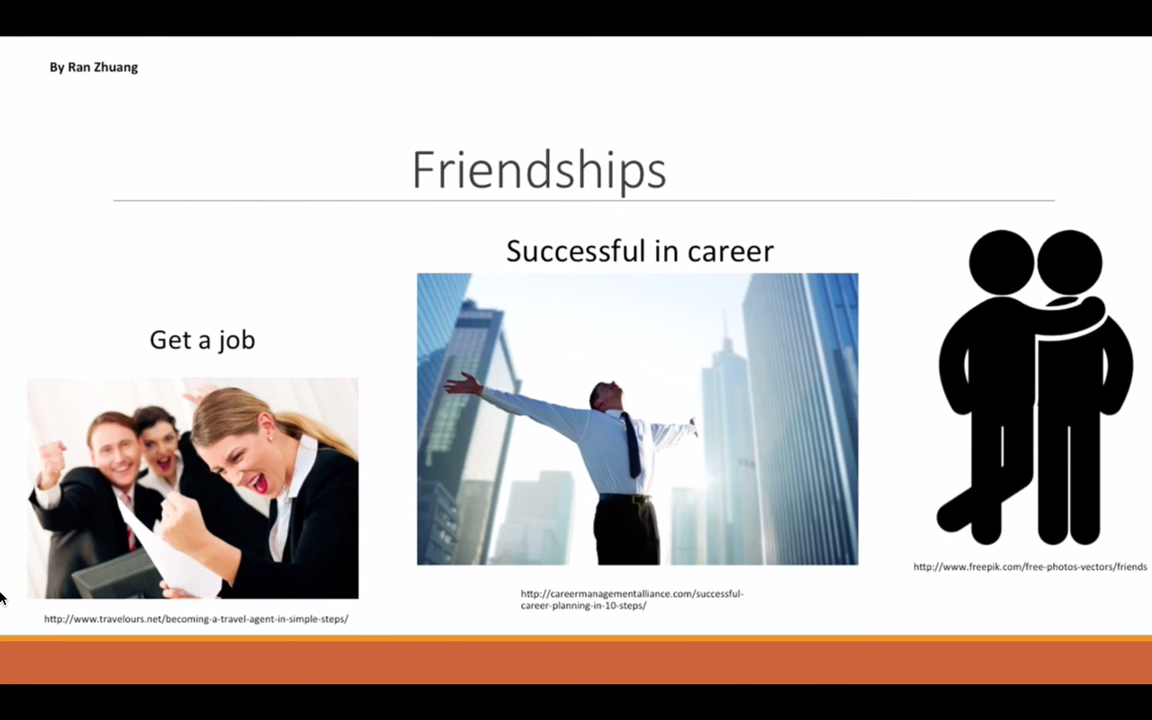 By Ran Zhuang
Friendships
Successful in career
Get a job
http://www.freepik.com/free-photos-vectors/friends
http://careermanagementalliance.com/successful-
career-planning-in-10-steps/
http://www.travelours.net/becoming-a-travel-agent-in-simple-steps/